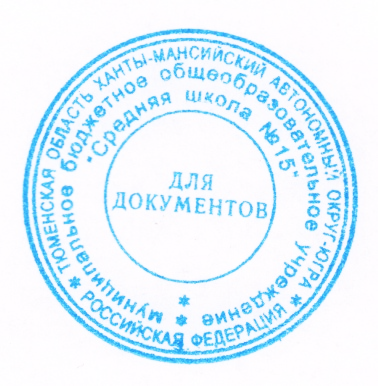 * ТЮМЕНСКАЯ ОБЛАСТЬ ХАНТЫ-МАНСИЙСКИЙ АВТОНОМНЫЙ ОКРУГ-ЮГРА *
РОССИЙСКАЯ ФЕДЕРАЦИЯ
* муниципальное бюджетное общеобразовательное учреждение
"Средняя школа №15"
*
ДЛЯ
ДОКУМЕНТОВ